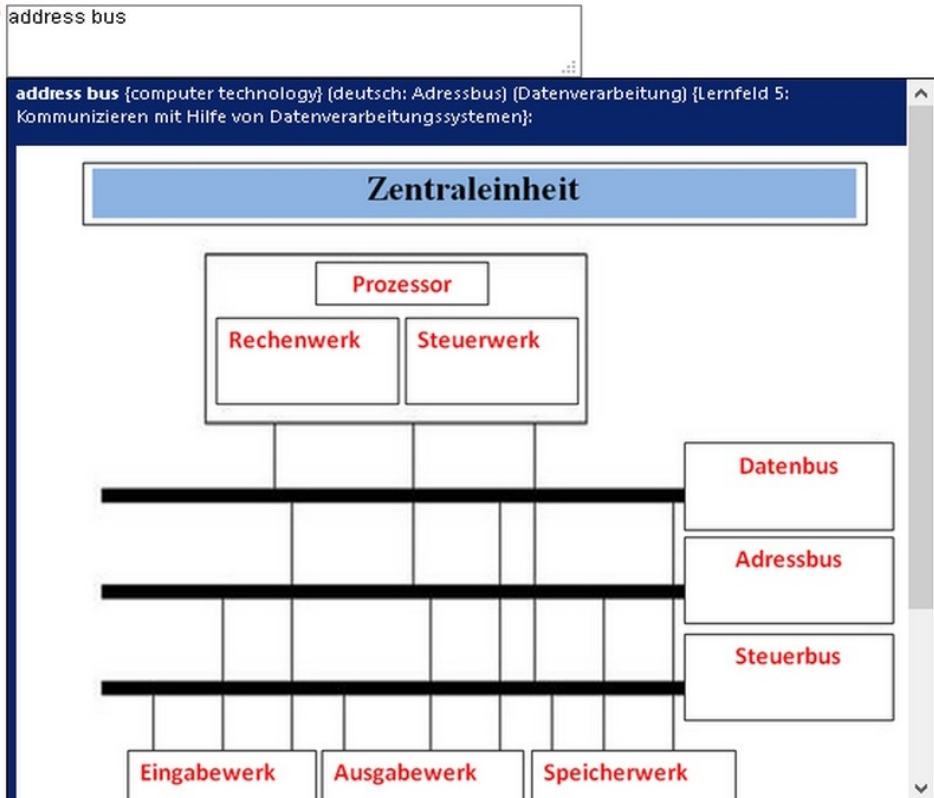 address bus
address bus {computer technology} (deutsch: Adressbus) (Datenverarbeitung) {Lernfeld 5:
Kommunizieren mit Hilfe von Datenverarbeitungssystemen}:
Zentraleinheit
Prozessor
Rechenwerk
Steuerwerk
Datenbus
Adressbus
Steuerbus
Eingabewerk
Ausgabewerk
Speicherwerk